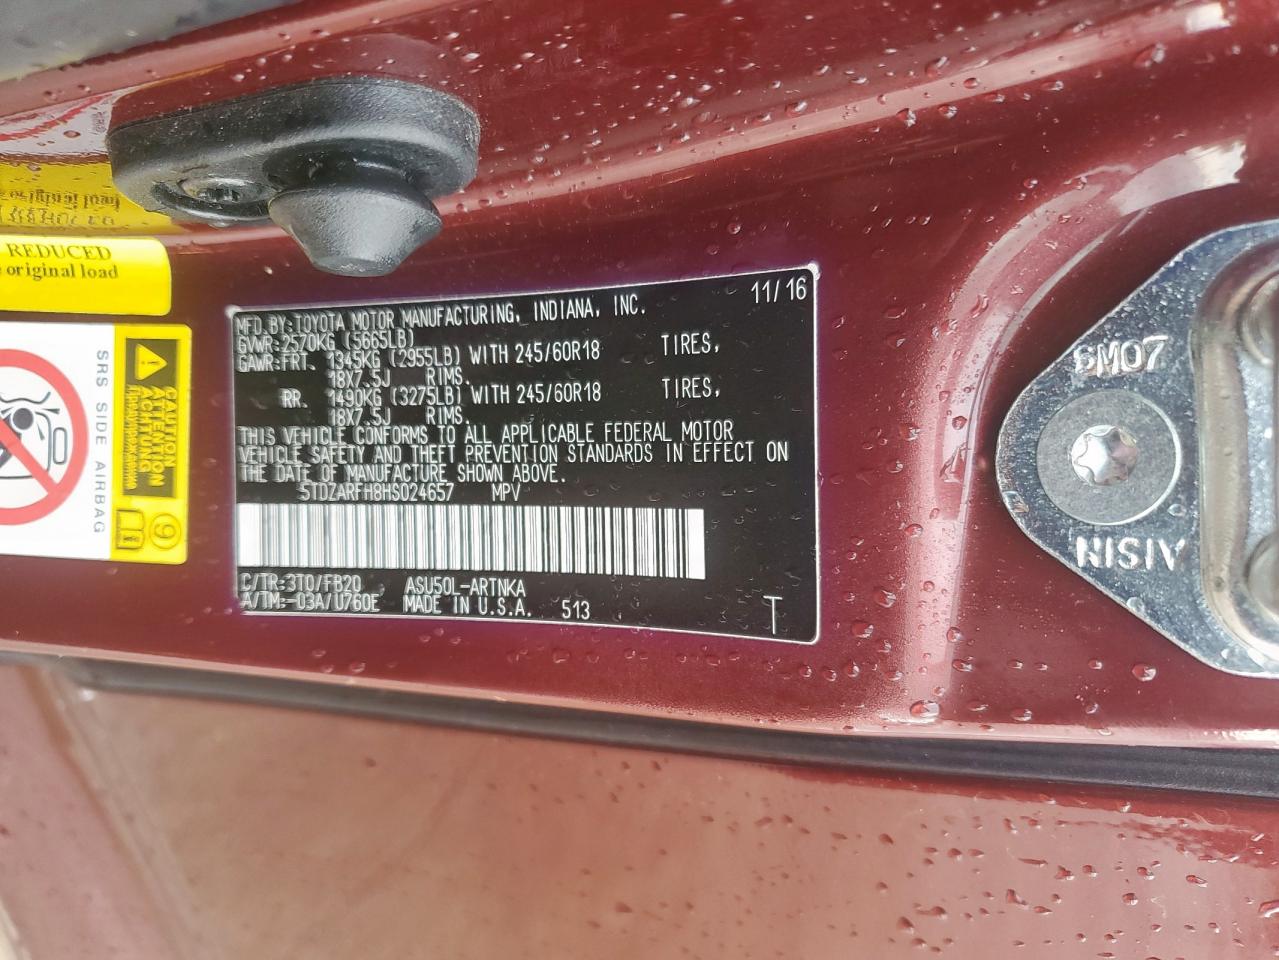 REDUCED
original load
SRS SIDE AIRBAG
CAUTION
ATTENTION
ACHTUNG
11/16
MFD.BY:TOYOTA MOTOR MANUFACTURING, INDIANA, INC.
GVWR:2570KG (5665LB)
GAWR:FRT. 1345KG (2955LB) WITH 245/60R18 TIRES,
18X7.5J RIMS.
RR. 1490KG (3275LB) WITH 245/60R18 TIRES,
18X7.5J RIMS.
THIS VEHICLE CONFORMS TO ALL APPLICABLE FEDERAL MOTOR
VEHICLE SAFETY AND THEFT PREVENTION STANDARDS IN EFFECT ON
THE DATE OF MANUFACTURE SHOWN ABOVE.
5TDZARFH8HS024657 MPV
C/TR:3T0/FB20 ASU50L-ARTNKA
A/TM:-03A/U760E MADE IN U.S.A. 513
T
NISIV